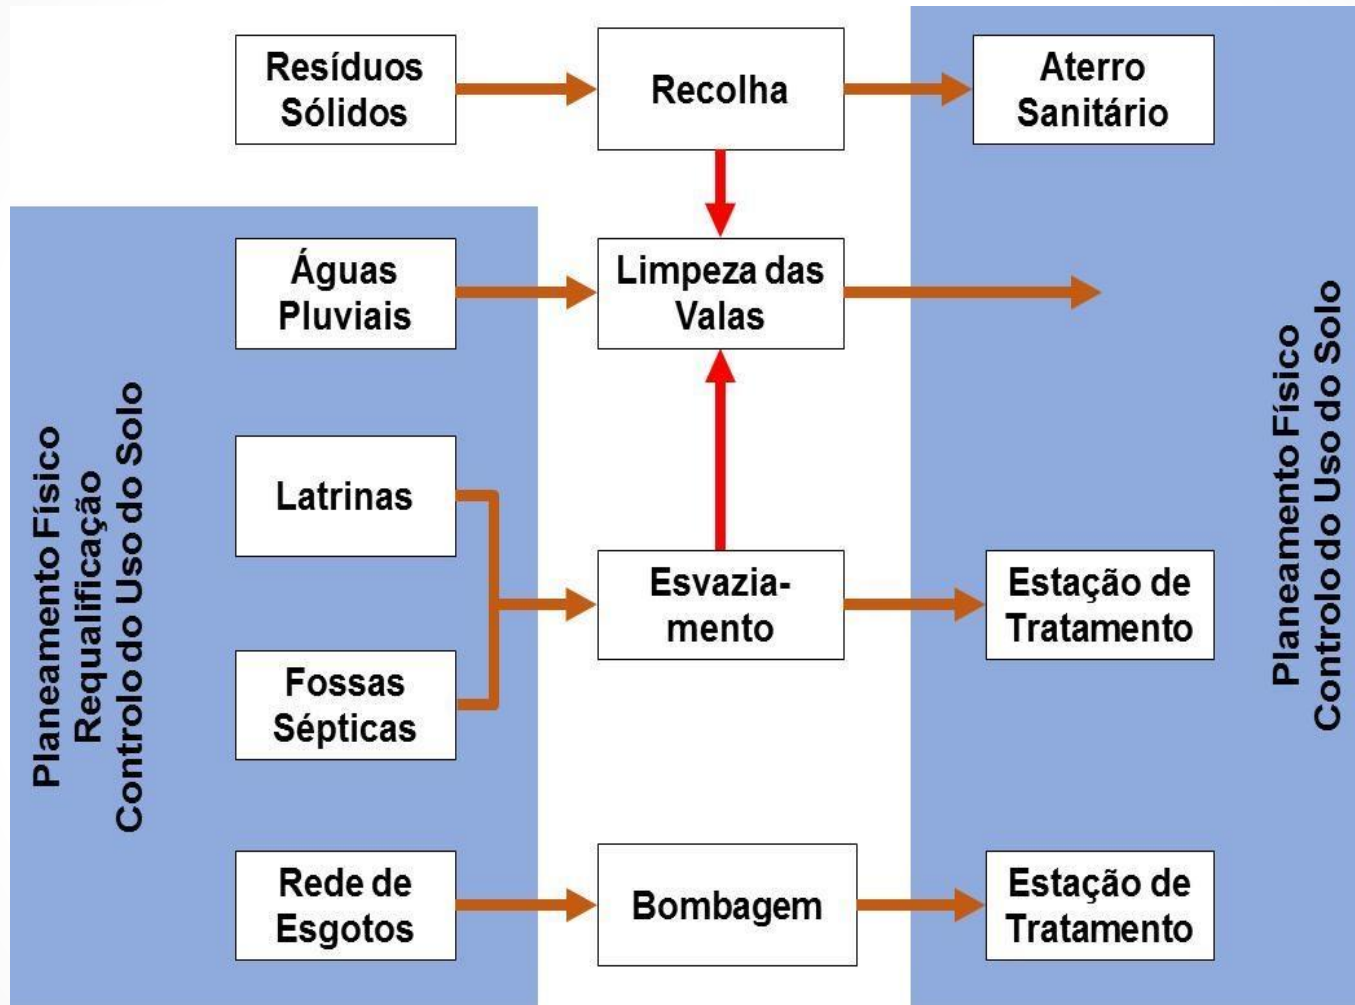 Resíduos
Sólidos
Recolha
Aterro
Sanitário
Águas
Pluviais
Limpeza das
Valas
Latrinas
Esvazia-
mento
Estação de
Tratamento
Fossas
Sépticas
Rede de
Esgotos
Bombagem
Estação de
Tratamento
Planeamento Físico
Requalificação
Controlo do Uso do Solo
Planeamento Físico
Controlo do Uso do Solo